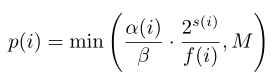 p(i) = min ( α(i)/β · 2^{s(i)}/f(i), M )